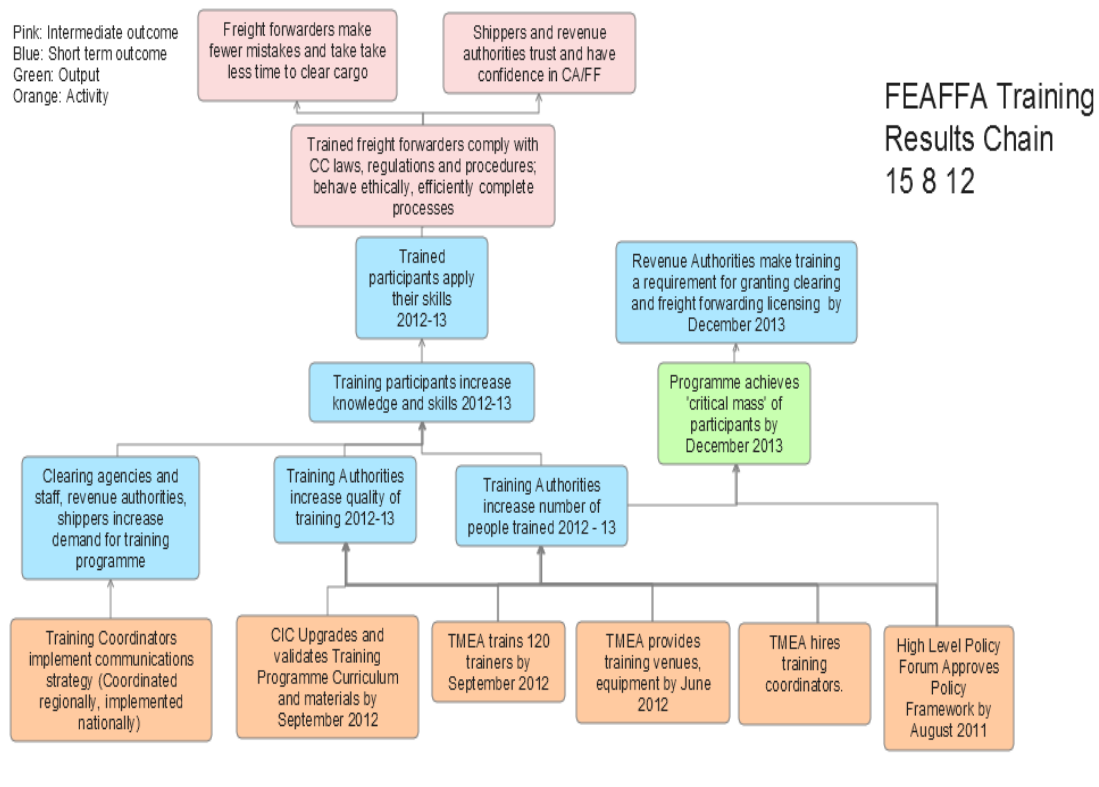 Pink: Intermediate outcome
Blue: Short term outcome
Green: Output
Orange: Activity
Freight forwarders make
fewer mistakes and take take
less time to clear cargo
Shippers and revenue
authorities trust and have
confidence in CA/FF
FEAFFA Training
Results Chain
15 8 12
Trained freight forwarders comply with
CC laws, regulations and procedures;
behave ethically, efficiently complete
processes
Trained
participants apply
their skills
2012-13
Revenue Authorities make training
a requirement for granting clearing
and freight forwarding licensing by
December 2013
Training participants increase
knowledge and skills 2012-13
Programme achieves
'critical mass' of
participants by
December 2013
Clearing agencies and
staff, revenue authorities,
shippers increase
demand for training
programme
Training Authorities
increase quality of
training 2012-13
Training Authorities
increase number of
people trained 2012 - 13
Training Coordinators
implement communications
strategy (Coordinated
regionally, implemented
nationally)
CIC Upgrades and
validates Training
Programme Curriculum
and materials by
September 2012
TMEA trains 120
trainers by
September 2012
TMEA provides
training venues,
equipment by June
2012
TMEA hires
training
coordinators.
High Level Policy
Forum Approves
Policy
Framework by
August 2011